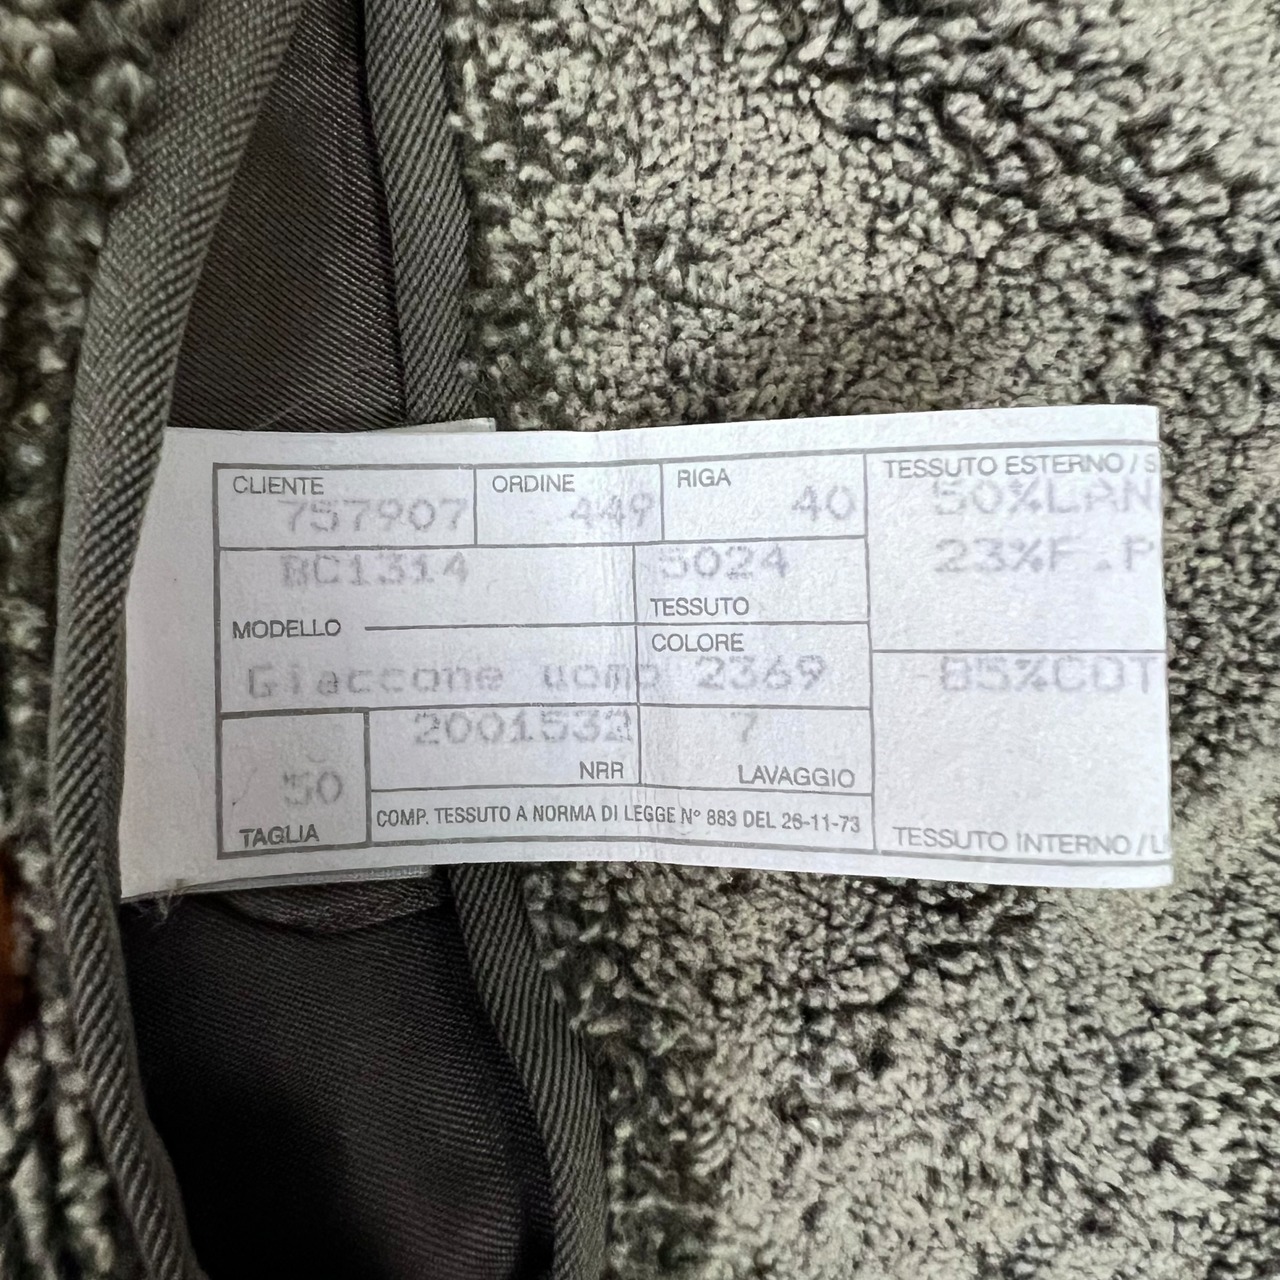 CLIENTE
757907
ORDINE
449
RIGA
40
BC1314
MODELLO
Giaccone uomo
5024
TESSUTO
COLORE
2369
50
TAGLIA
2001532
NRR
7
LAVAGGIO
COMP. TESSUTO A NORMA DI LEGGE Nº 883 DEL 26-11-73
TESSUTO ESTERNO / S
50%LAN
23%F.P
85%COT
TESSUTO INTERNO / L